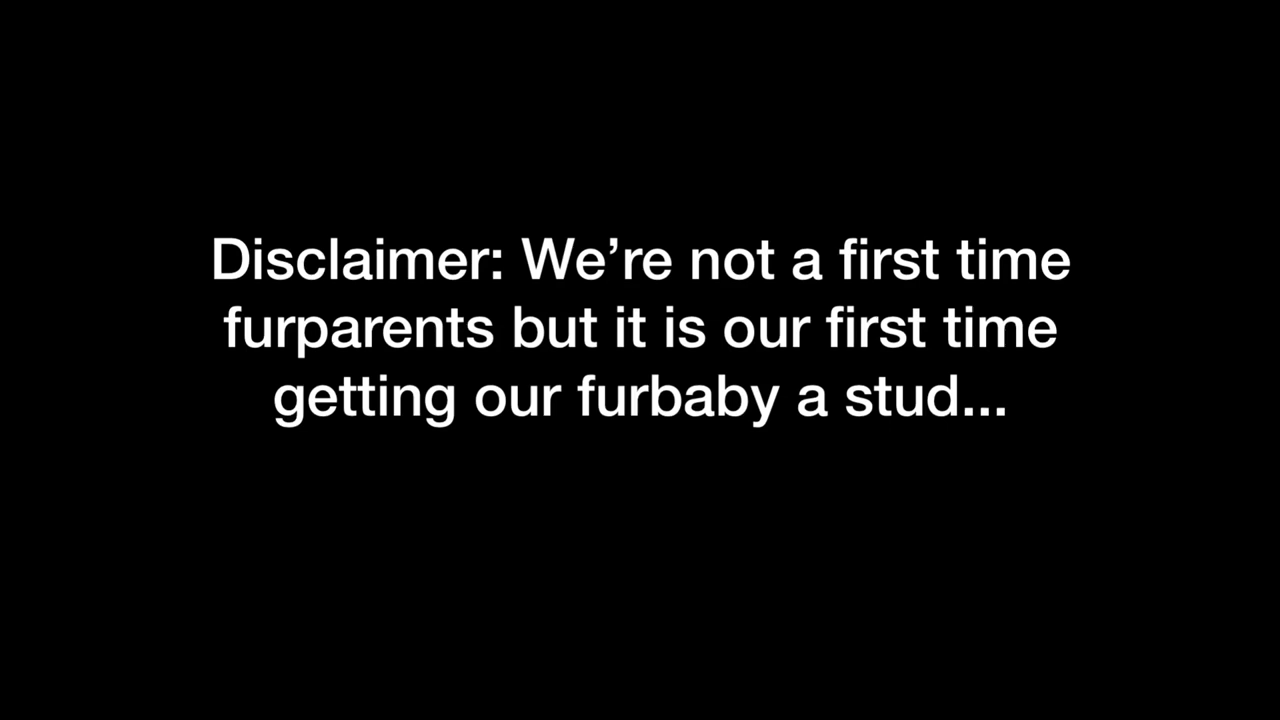 Disclaimer: We’re not a first time
furparents but it is our first time
getting our furbaby a stud...